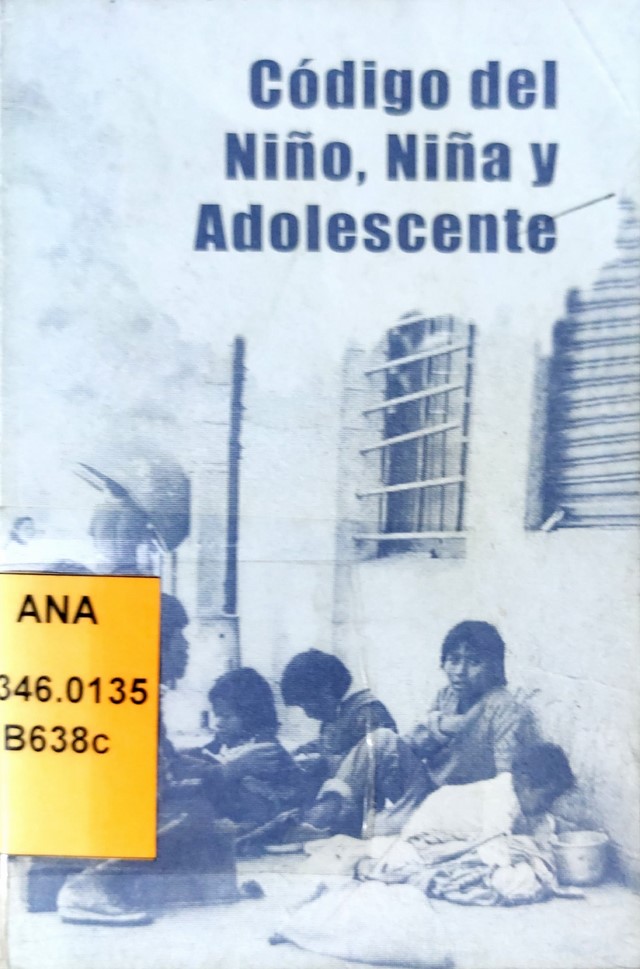 Código del
Niño, Niña y
Adolescente
ANA
346.0135
B638c